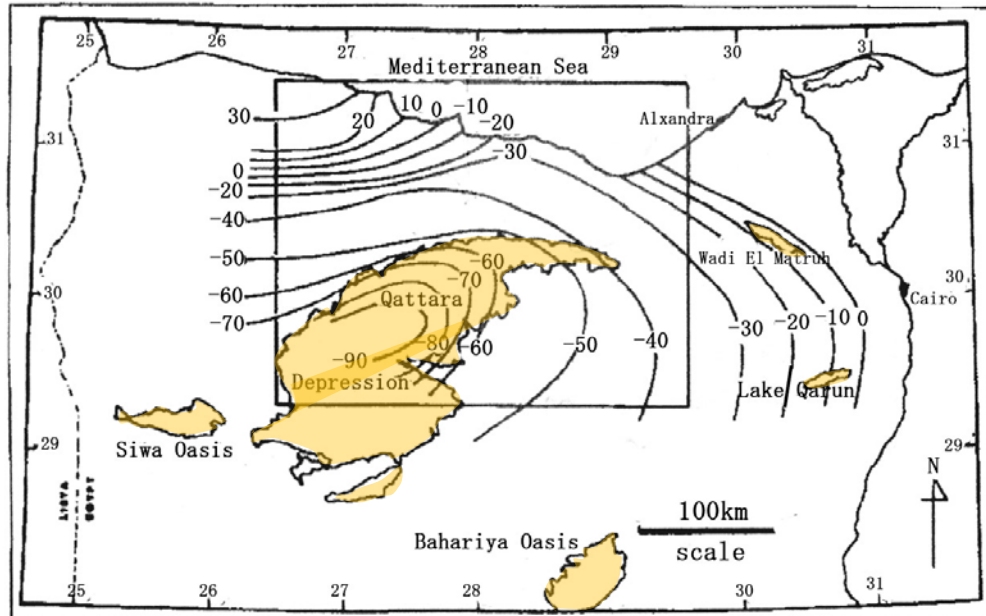 25 26 27 28 29 30 31
Mediterranean Sea
30 20 10 0 -10 -20 -30
Alxandra
31 31
0
-20
-40
-50
-60
-70
-60
-70
Wadi El Matruh
30 30
Qattara
Cairo
-80
-90
-60
-50
-40
-30
-20
-10
0
Depression
Lake Qarun
Siwa Oasis
29 29
N
LIBYA
EGYPT
100km
scale
Bahariya Oasis
25 26 27 28 29 30 31